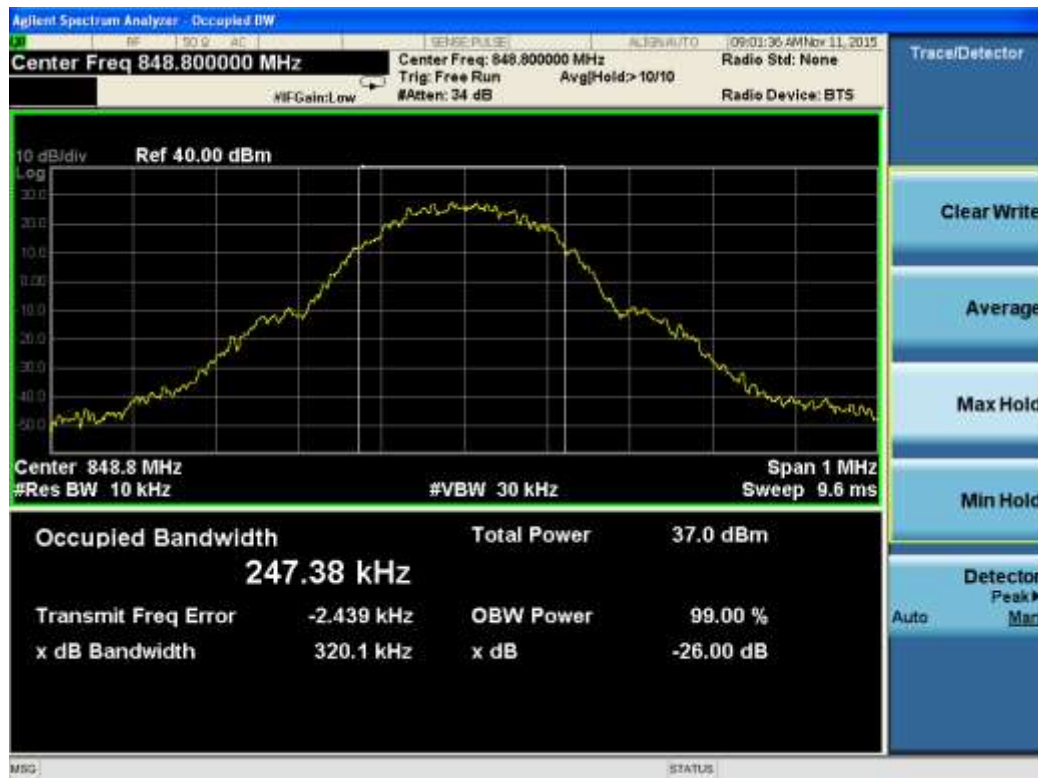 Agilent Spectrum Analyzer - Occupied BW
RF 50 Ω AC SENSE:PULSE ALIGN AUTO 09:01:36 AM Nov 11, 2015
Center Freq 848.800000 MHz
Center Freq: 848.800000 MHz
Radio Std: None
Trig: Free Run Avg|Hold:> 10/10
#IFGain:Low
#Atten: 34 dB
Radio Device: BTS
10 dB/div Ref 40.00 dBm
Log
30.0
20.0
10.0
0.00
-10.0
-20.0
-30.0
-40.0
-50.0
Center 848.8 MHz Span 1 MHz
#Res BW 10 kHz #VBW 30 kHz Sweep 9.6 ms
Occupied Bandwidth Total Power 37.0 dBm
247.38 kHz
Transmit Freq Error -2.439 kHz OBW Power 99.00 %
x dB Bandwidth 320.1 kHz x dB -26.00 dB
MSG STATUS
Trace/Detector
Clear Write
Average
Max Hold
Min Hold
Detector
Peak▶
Auto Man